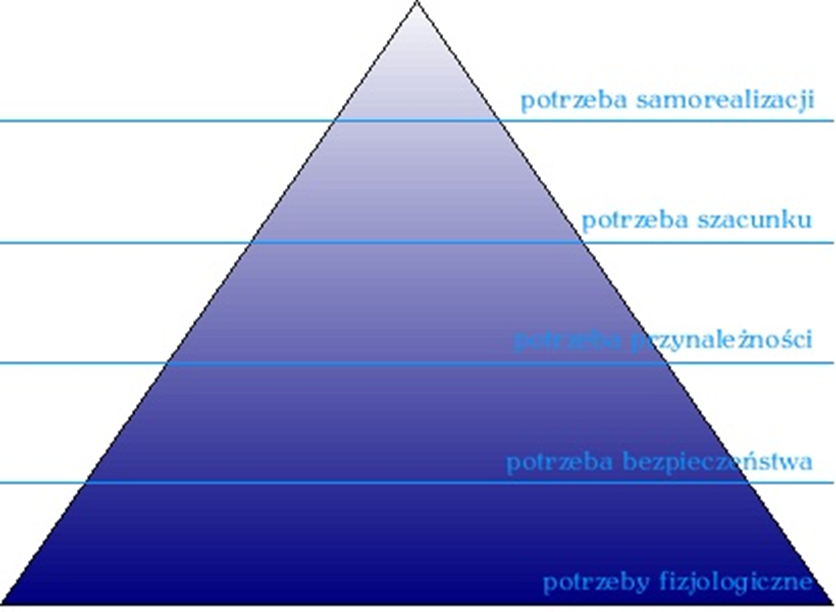 potrzeba samorealizacji
potrzeba szacunku
potrzeba przynależności
potrzeba bezpieczeństwa
potrzeby fizjologiczne